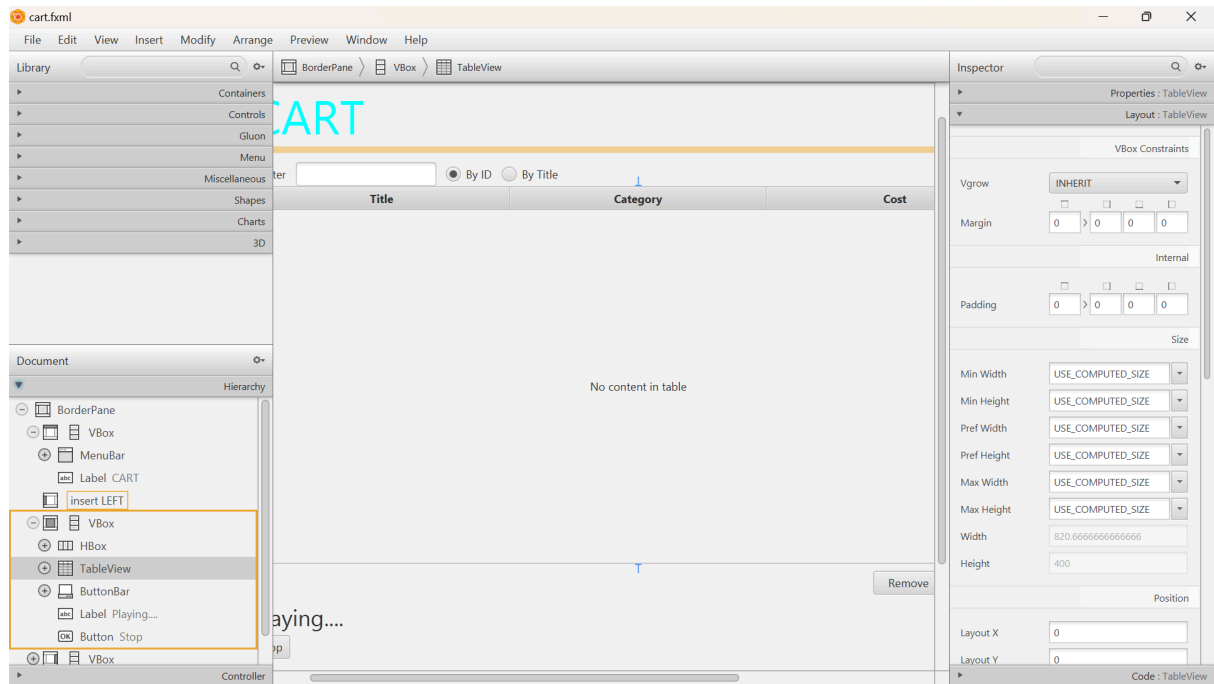 cart.fxml
File Edit View Insert Modify Arrange Preview Window Help
Library
Containers
Controls
Gluon
Menu
Miscellaneous
Shapes
Charts
3D
Document
Hierarchy
BorderPane
VBox
MenuBar
Label CART
insert LEFT
VBox
HBox
TableView
ButtonBar
abc Label Playing....
OK Button Stop
VBox
Controller
BorderPane VBox TableView
CART
ter By ID By Title
Title Category Cost
No content in table
Remove
aying....
op
Inspector
Properties : TableView
Layout : TableView
VBox Constraints
Vgrow INHERIT
Margin 0 > 0 0 0
Internal
Padding 0 > 0 0 0
Size
Min Width USE_COMPUTED_SIZE
Min Height USE_COMPUTED_SIZE
Pref Width USE_COMPUTED_SIZE
Pref Height USE_COMPUTED_SIZE
Max Width USE_COMPUTED_SIZE
Max Height USE_COMPUTED_SIZE
Width 820.6666666666666
Height 400
Position
Layout X 0
Layout Y 0
Code : TableView